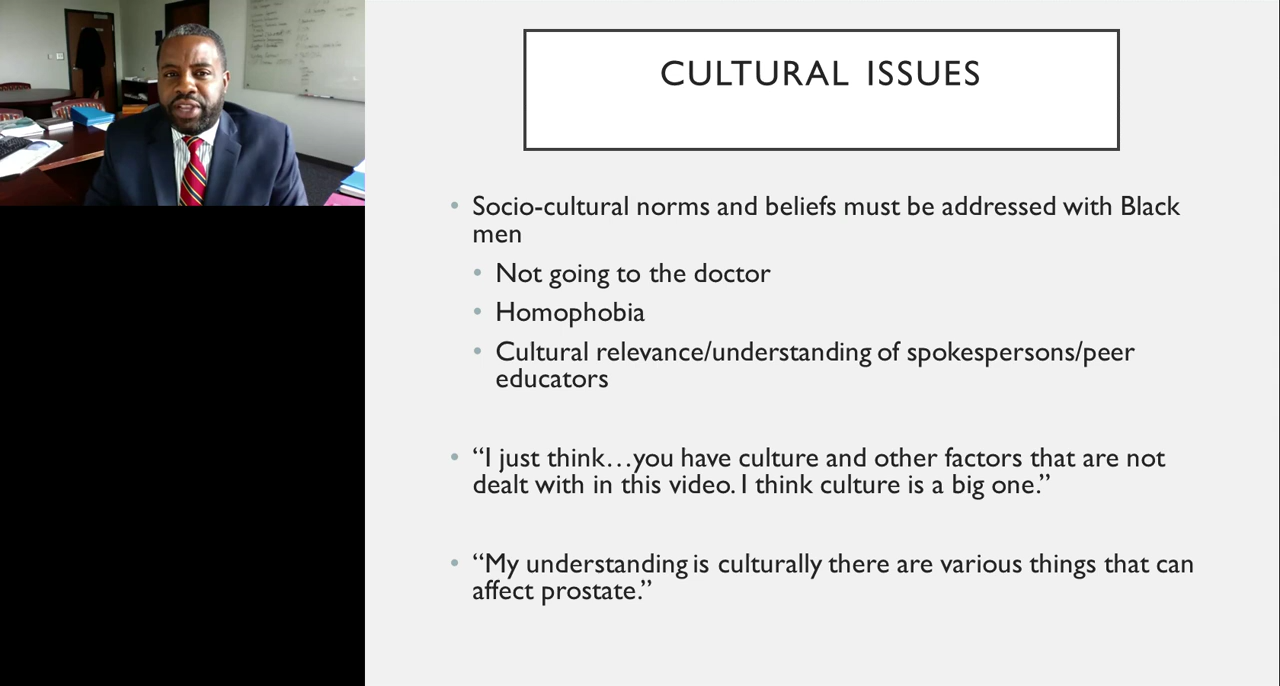 CULTURAL ISSUES
• Socio-cultural norms and beliefs must be addressed with Black
men
• Not going to the doctor
• Homophobia
• Cultural relevance/understanding of spokespersons/peer
educators
• “I just think…you have culture and other factors that are not
dealt with in this video. I think culture is a big one.”
• “My understanding is culturally there are various things that can
affect prostate.”